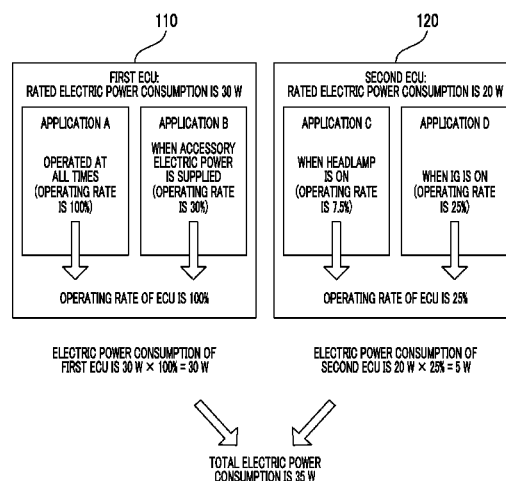 110
120
FIRST ECU:
RATED ELECTRIC POWER CONSUMPTION IS 30 W
APPLICATION A
OPERATED AT
ALL TIMES
(OPERATING RATE
IS 100%)
APPLICATION B
WHEN ACCESSORY
ELECTRIC POWER
IS SUPPLIED
(OPERATING RATE
IS 30%)
OPERATING RATE OF ECU IS 100%
SECOND ECU:
RATED ELECTRIC POWER CONSUMPTION IS 20 W
APPLICATION C
WHEN HEADLAMP
IS ON
(OPERATING RATE
IS 7.5%)
APPLICATION D
WHEN IG IS ON
(OPERATING RATE
IS 25%)
OPERATING RATE OF ECU IS 25%
ELECTRIC POWER CONSUMPTION OF
FIRST ECU IS 30 W × 100% = 30 W
ELECTRIC POWER CONSUMPTION OF
SECOND ECU IS 20 W × 25% = 5 W
TOTAL ELECTRIC POWER
CONSUMPTION IS 35 W